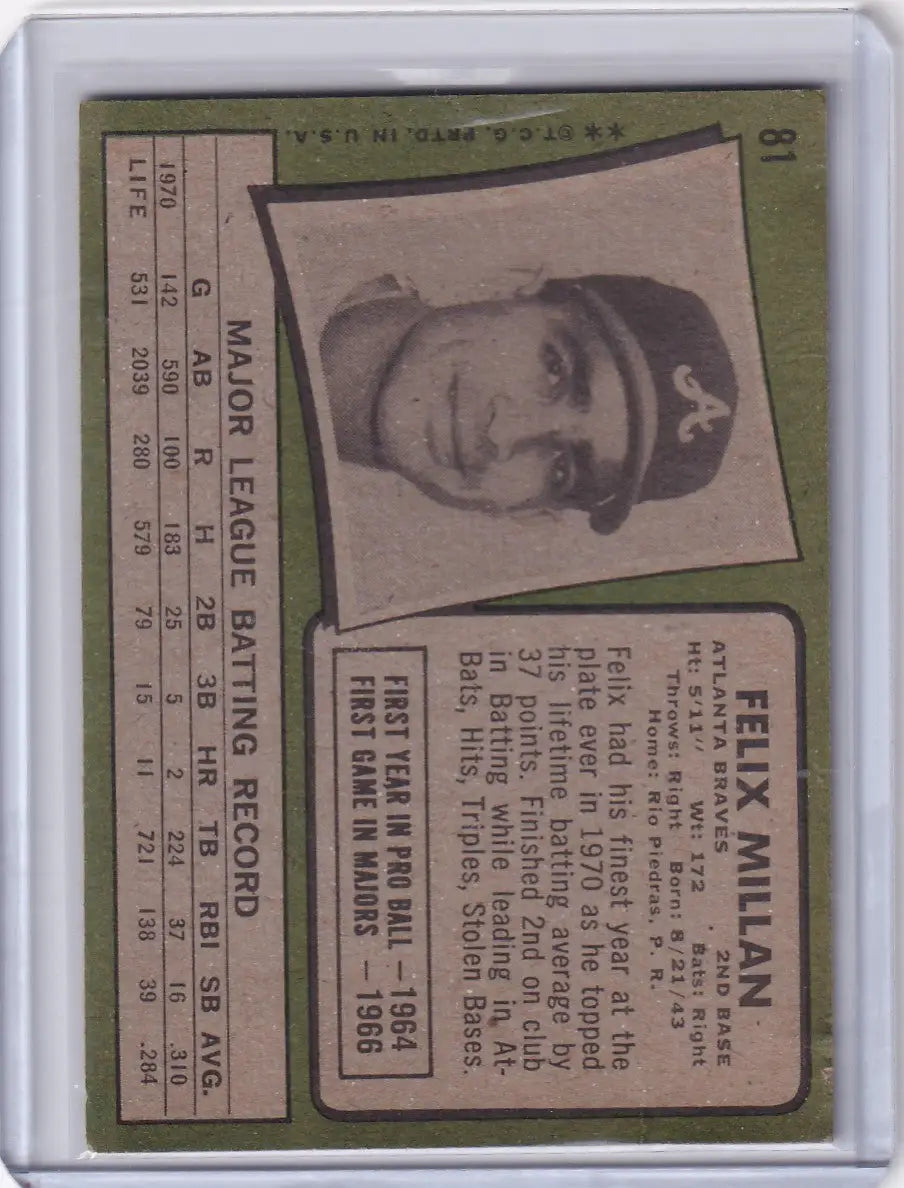 81
**©T.C.G. PRTD. IN U.S.A.
A
FELIX MILLAN
ATLANTA BRAVES 2ND BASE
Ht: 5'11" Wt: 172 Bats: Right
Throws: Right Born: 8/21/43
Home: Rio Piedras, P. R.
Felix had his finest year at the
plate ever in 1970 as he topped
his lifetime batting average by
37 points. Finished 2nd on club
in Batting while leading in At-
Bats, Hits, Triples, Stolen Bases.
FIRST YEAR IN PRO BALL —1964
FIRST GAME IN MAJORS —1966
MAJOR LEAGUE BATTING RECORD
G AB R H 2B 3B HR TB RBI SB AVG.
1970 142 590 100 183 25 5 2 224 37 16 .310
LIFE 531 2039 280 579 79 15 11 721 138 39 .284